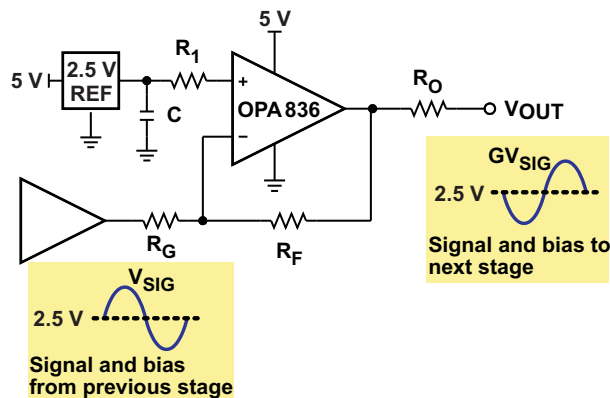 5 V
R1
5 V
2.5 V
REF
C
+
OPA836
−
RO
VOUT
GVSIG
2.5 V
Signal and bias to
next stage
RG
RF
VSIG
2.5 V
Signal and bias
from previous stage